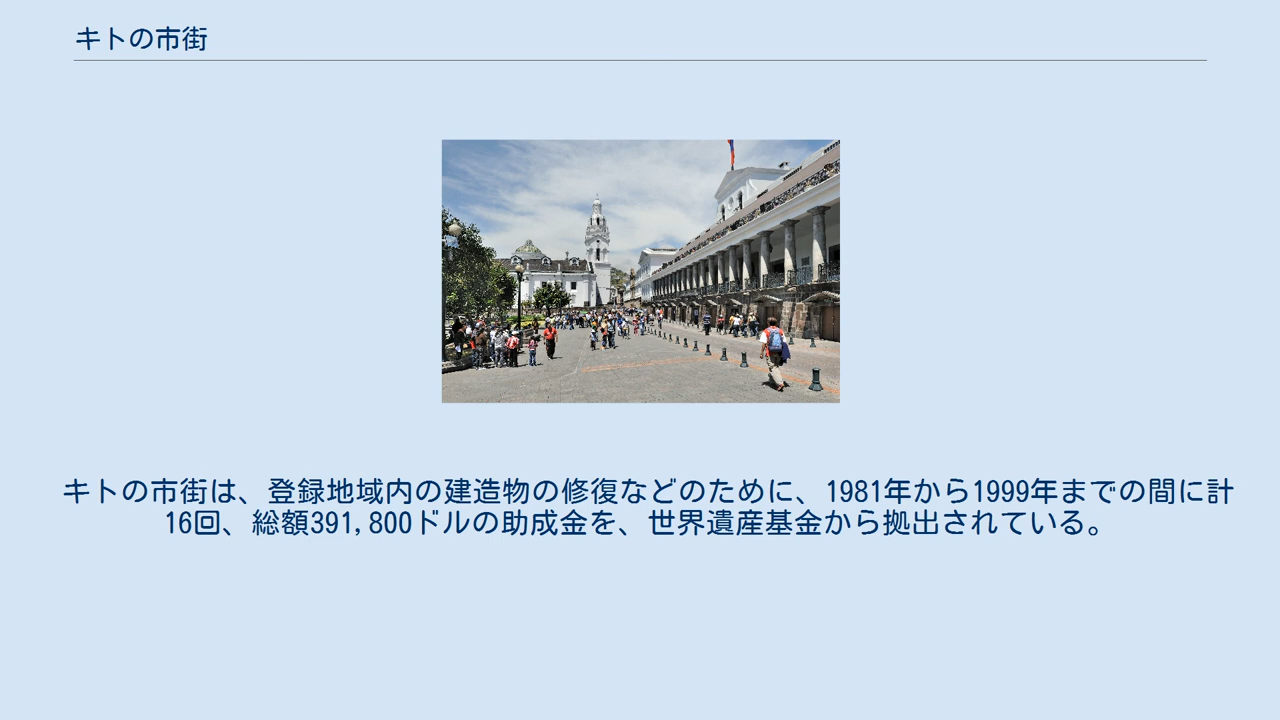 キトの市街
キトの市街は、登録地域内の建造物の修復などのために、1981年から1999年までの間に計
16回、総額391,800ドルの助成金を、世界遺産基金から拠出されている。